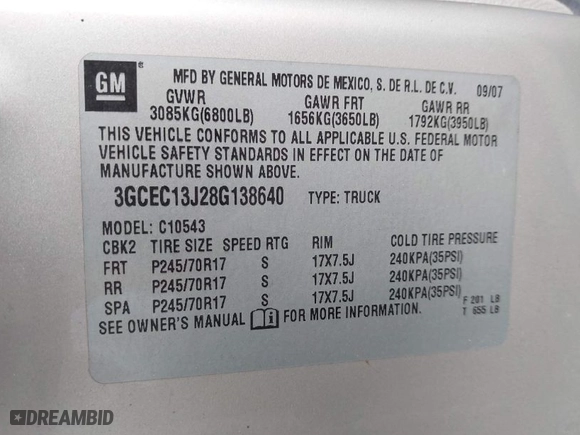 GM ®
MFD BY GENERAL MOTORS DE MEXICO, S. DE R.L. DE C.V. 09/07
GVWR GAWR FRT GAWR RR
3085KG(6800LB) 1656KG(3650LB) 1792KG(3950LB)
THIS VEHICLE CONFORMS TO ALL APPLICABLE U.S. FEDERAL MOTOR
VEHICLE SAFETY STANDARDS IN EFFECT ON THE DATE OF
MANUFACTURE SHOWN ABOVE.
3GCEC13J28G138640 TYPE: TRUCK
MODEL: C10543
CBK2 TIRE SIZE SPEED RTG RIM COLD TIRE PRESSURE
FRT P245/70R17 S 17X7.5J 240KPA(35PSI)
RR P245/70R17 S 17X7.5J 240KPA(35PSI)
SPA P245/70R17 S 17X7.5J 240KPA(35PSI)
F 201 LB
T 655 LB
SEE OWNER'S MANUAL i FOR MORE INFORMATION.
DREAMBID